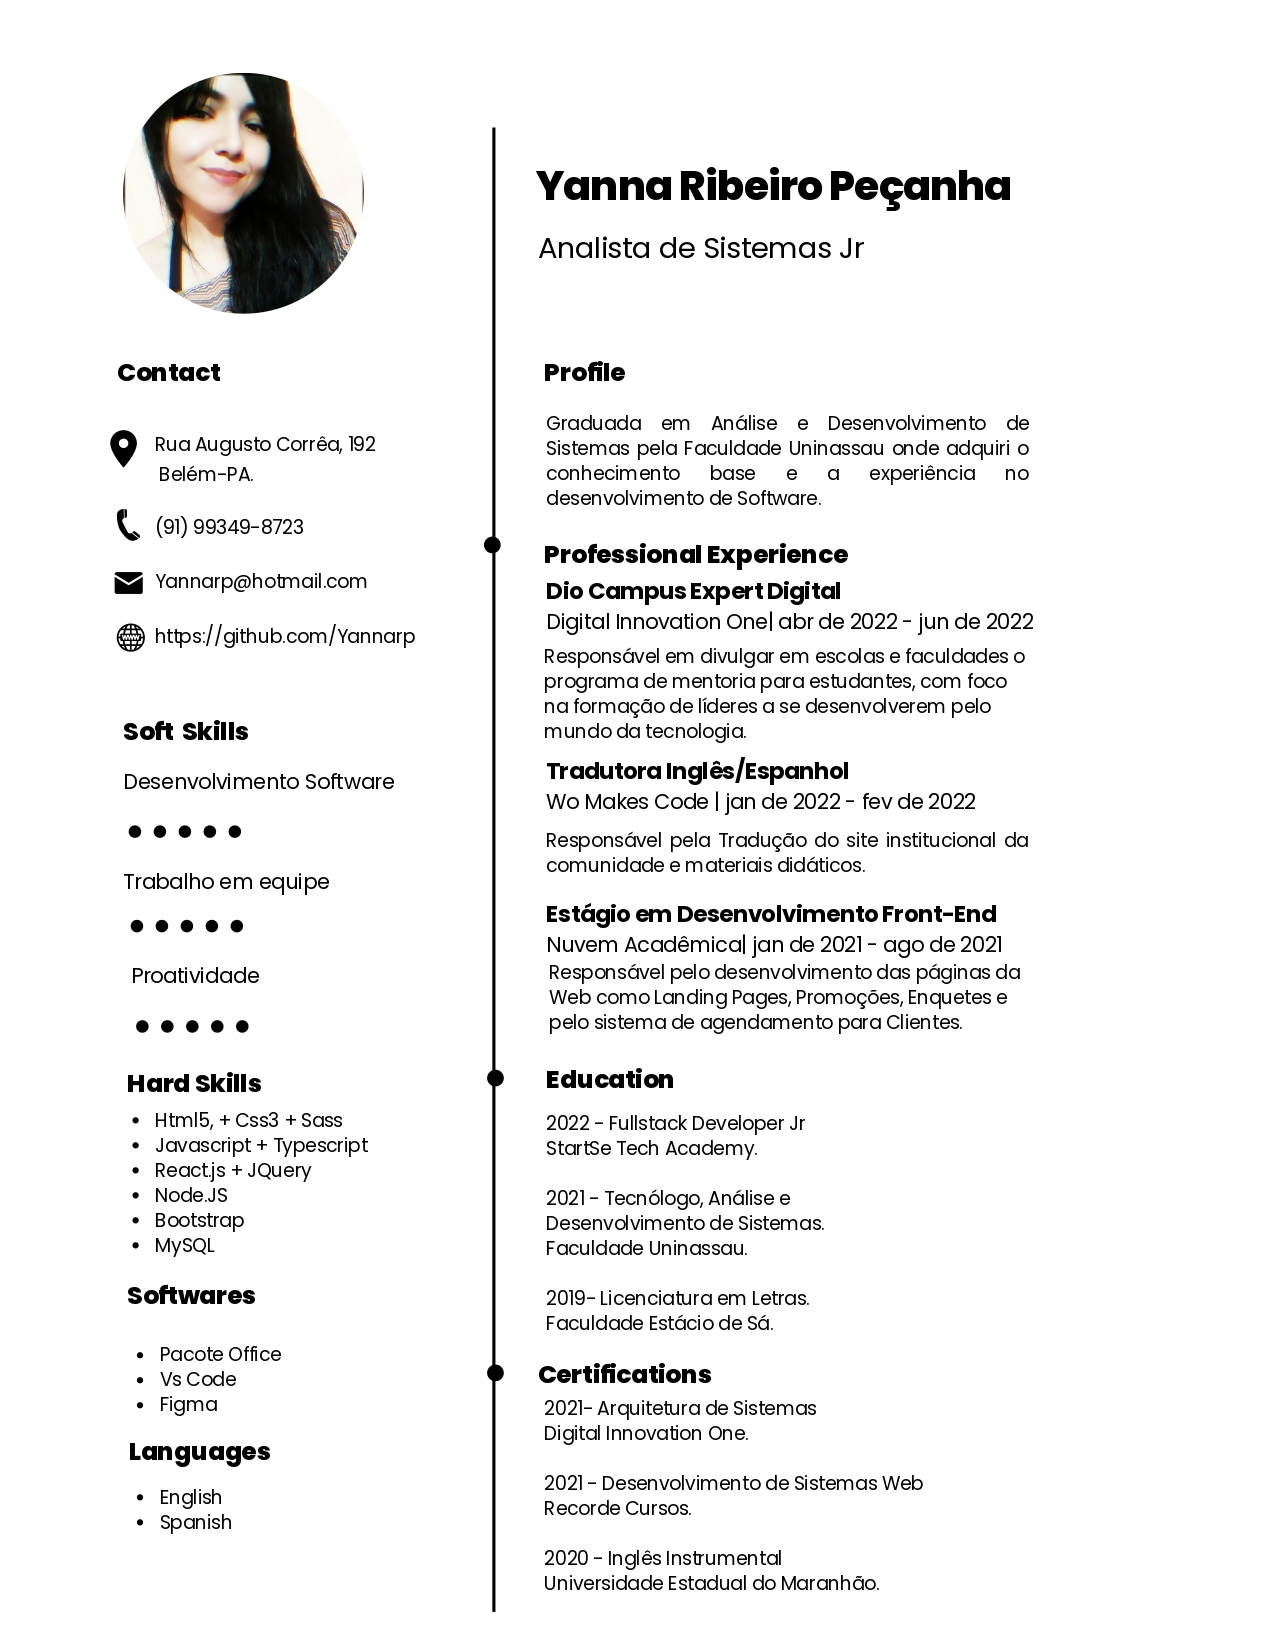 Yanna Ribeiro Peçanha
Analista de Sistemas Jr
Contact
Rua Augusto Corrêa, 192
Belém-PA.
(91) 99349-8723
Yannarp@hotmail.com
https://github.com/Yannarp
Soft Skills
Desenvolvimento Software
Trabalho em equipe
Proatividade
Hard Skills
• Html5, + Css3 + Sass
• Javascript + Typescript
• React.js + JQuery
• Node.JS
• Bootstrap
• MySQL
Softwares
• Pacote Office
• Vs Code
• Figma
Languages
• English
• Spanish
Profile
Graduada em Análise e Desenvolvimento de
Sistemas pela Faculdade Uninassau onde adquiri o
conhecimento base e a experiência no
desenvolvimento de Software.
Professional Experience
Dio Campus Expert Digital
Digital Innovation One| abr de 2022 - jun de 2022
Responsável em divulgar em escolas e faculdades o
programa de mentoria para estudantes, com foco
na formação de líderes a se desenvolverem pelo
mundo da tecnologia.
Tradutora Inglês/Espanhol
Wo Makes Code | jan de 2022 - fev de 2022
Responsável pela Tradução do site institucional da
comunidade e materiais didáticos.
Estágio em Desenvolvimento Front-End
Nuvem Acadêmica| jan de 2021 - ago de 2021
Responsável pelo desenvolvimento das páginas da
Web como Landing Pages, Promoções, Enquetes e
pelo sistema de agendamento para Clientes.
Education
2022 - Fullstack Developer Jr
StartSe Tech Academy.
2021 - Tecnólogo, Análise e
Desenvolvimento de Sistemas.
Faculdade Uninassau.
2019- Licenciatura em Letras.
Faculdade Estácio de Sá.
Certifications
2021- Arquitetura de Sistemas
Digital Innovation One.
2021 - Desenvolvimento de Sistemas Web
Recorde Cursos.
2020 - Inglês Instrumental
Universidade Estadual do Maranhão.